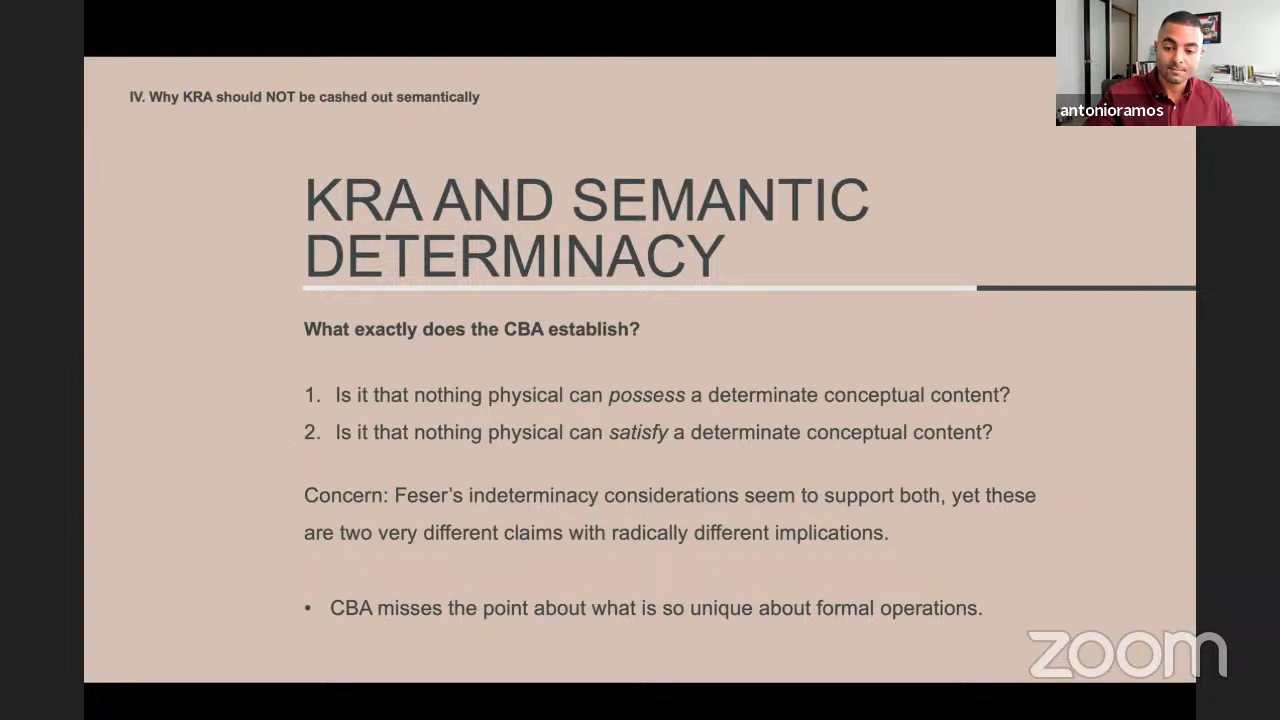 IV. Why KRA should NOT be cashed out semantically
antonioramos
KRA AND SEMANTIC
DETERMINACY
What exactly does the CBA establish?
1. Is it that nothing physical can possess a determinate conceptual content?
2. Is it that nothing physical can satisfy a determinate conceptual content?
Concern: Feser’s indeterminacy considerations seem to support both, yet these
are two very different claims with radically different implications.
• CBA misses the point about what is so unique about formal operations.
zoom